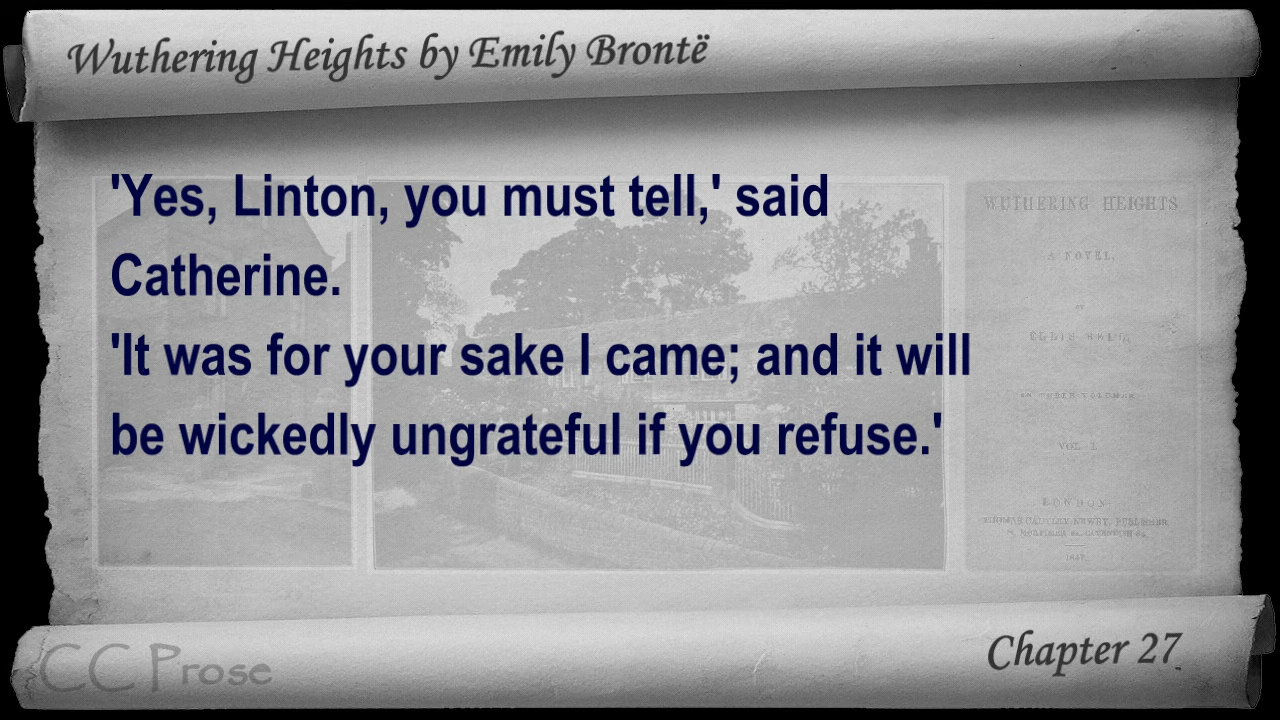 Wuthering Heights by Emily Brontë
'Yes, Linton, you must tell,' said
Catherine.
'It was for your sake I came; and it will
be wickedly ungrateful if you refuse.'
WUTHERING HEIGHTS
A NOVEL,
VOL. I.
LONDON:
1847.
CC Prose
Chapter 27